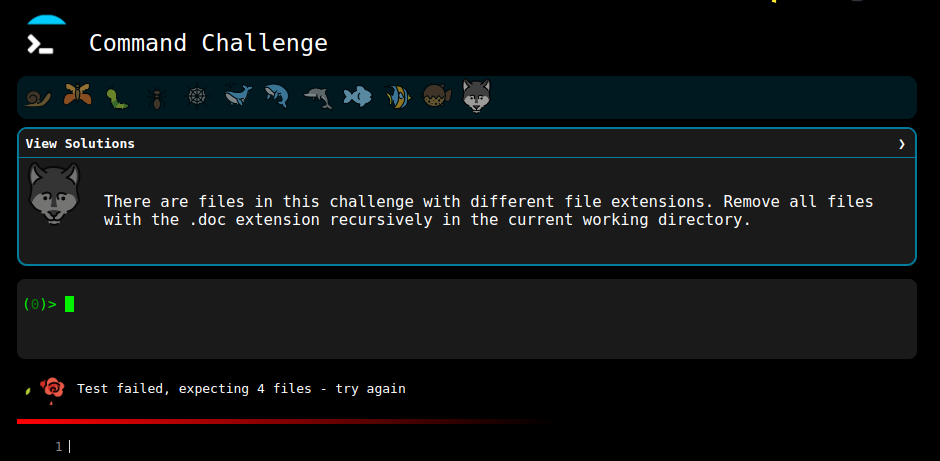 Command Challenge
View Solutions ❯
There are files in this challenge with different file extensions. Remove all files
with the .doc extension recursively in the current working directory.
(0)>
Test failed, expecting 4 files - try again
1